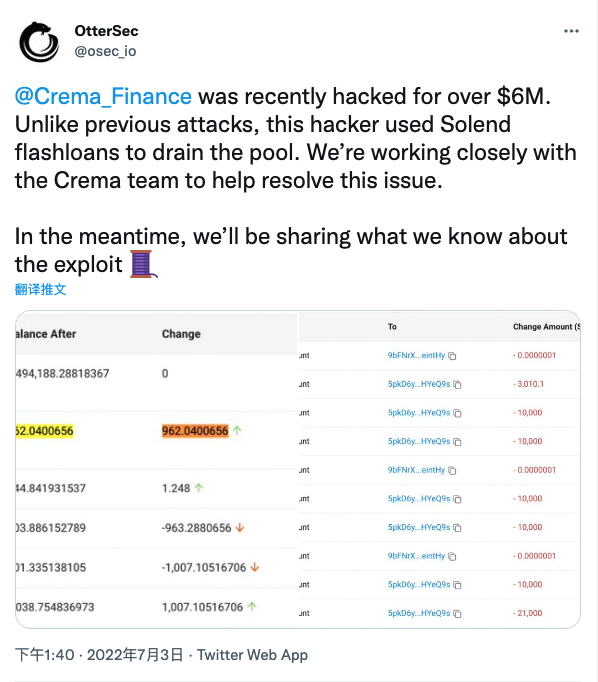 OtterSec
@osec_io
@Crema_Finance was recently hacked for over $6M.
Unlike previous attacks, this hacker used Solend
flashloans to drain the pool. We’re working closely with
the Crema team to help resolve this issue.
In the meantime, we’ll be sharing what we know about
the exploit 🧵
翻译推文
alance After Change
494,188.28818367 0
62.0400656 962.0400656
44.841931537 1.248
03.886152789 -963.2880656
01.335138105 -1,007.10516706
038.754836973 1,007.10516706
To Change Amount (S
unt 9bFNrX...eintHy - 0.0000001
unt 5pkD6y...HYeQ9s - 3,010.1
unt 5pkD6y...HYeQ9s - 10,000
unt 5pkD6y...HYeQ9s - 10,000
unt 9bFNrX...eintHy - 0.0000001
unt 5pkD6y...HYeQ9s - 10,000
unt 5pkD6y...HYeQ9s - 10,000
unt 9bFNrX...eintHy - 0.0000001
unt 5pkD6y...HYeQ9s - 10,000
unt 5pkD6y...HYeQ9s - 21,000
下午1:40 · 2022年7月3日 · Twitter Web App